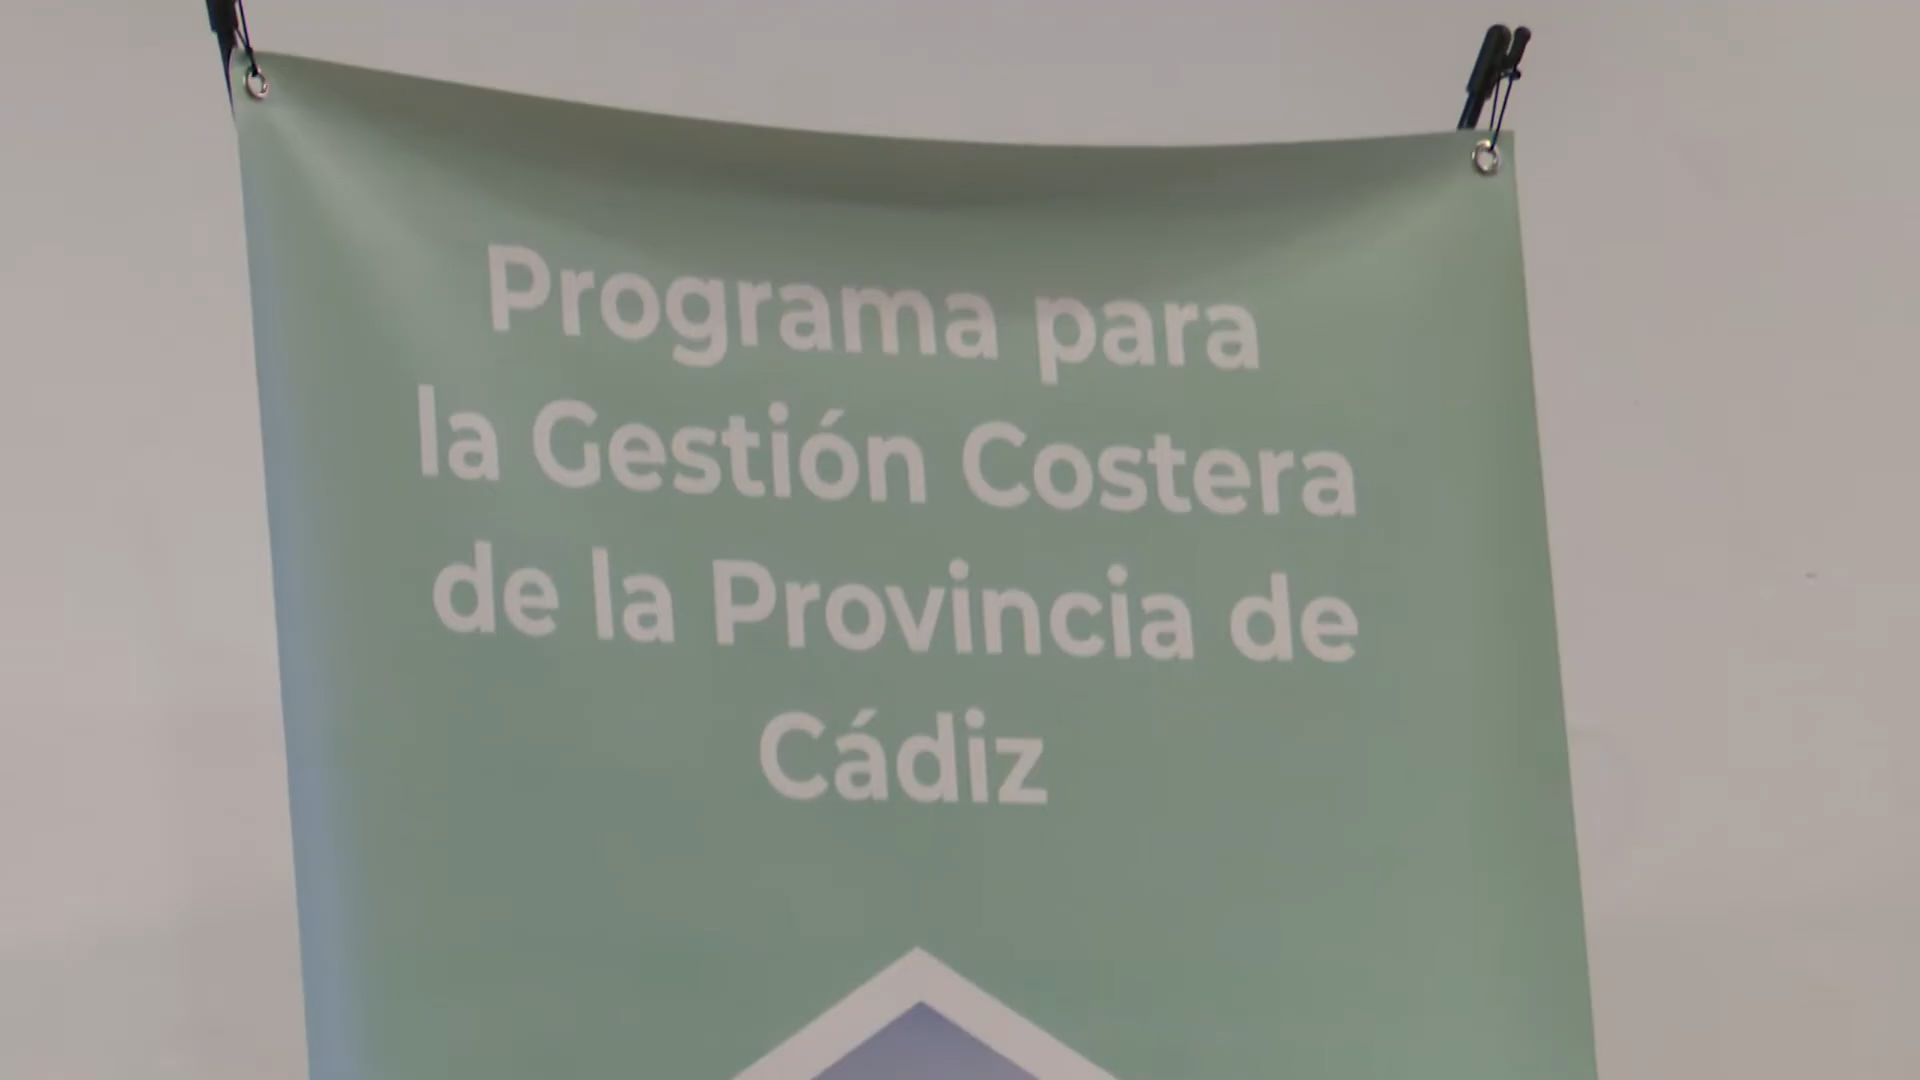 Programa para
la Gestión Costera
de la Provincia de
Cádiz